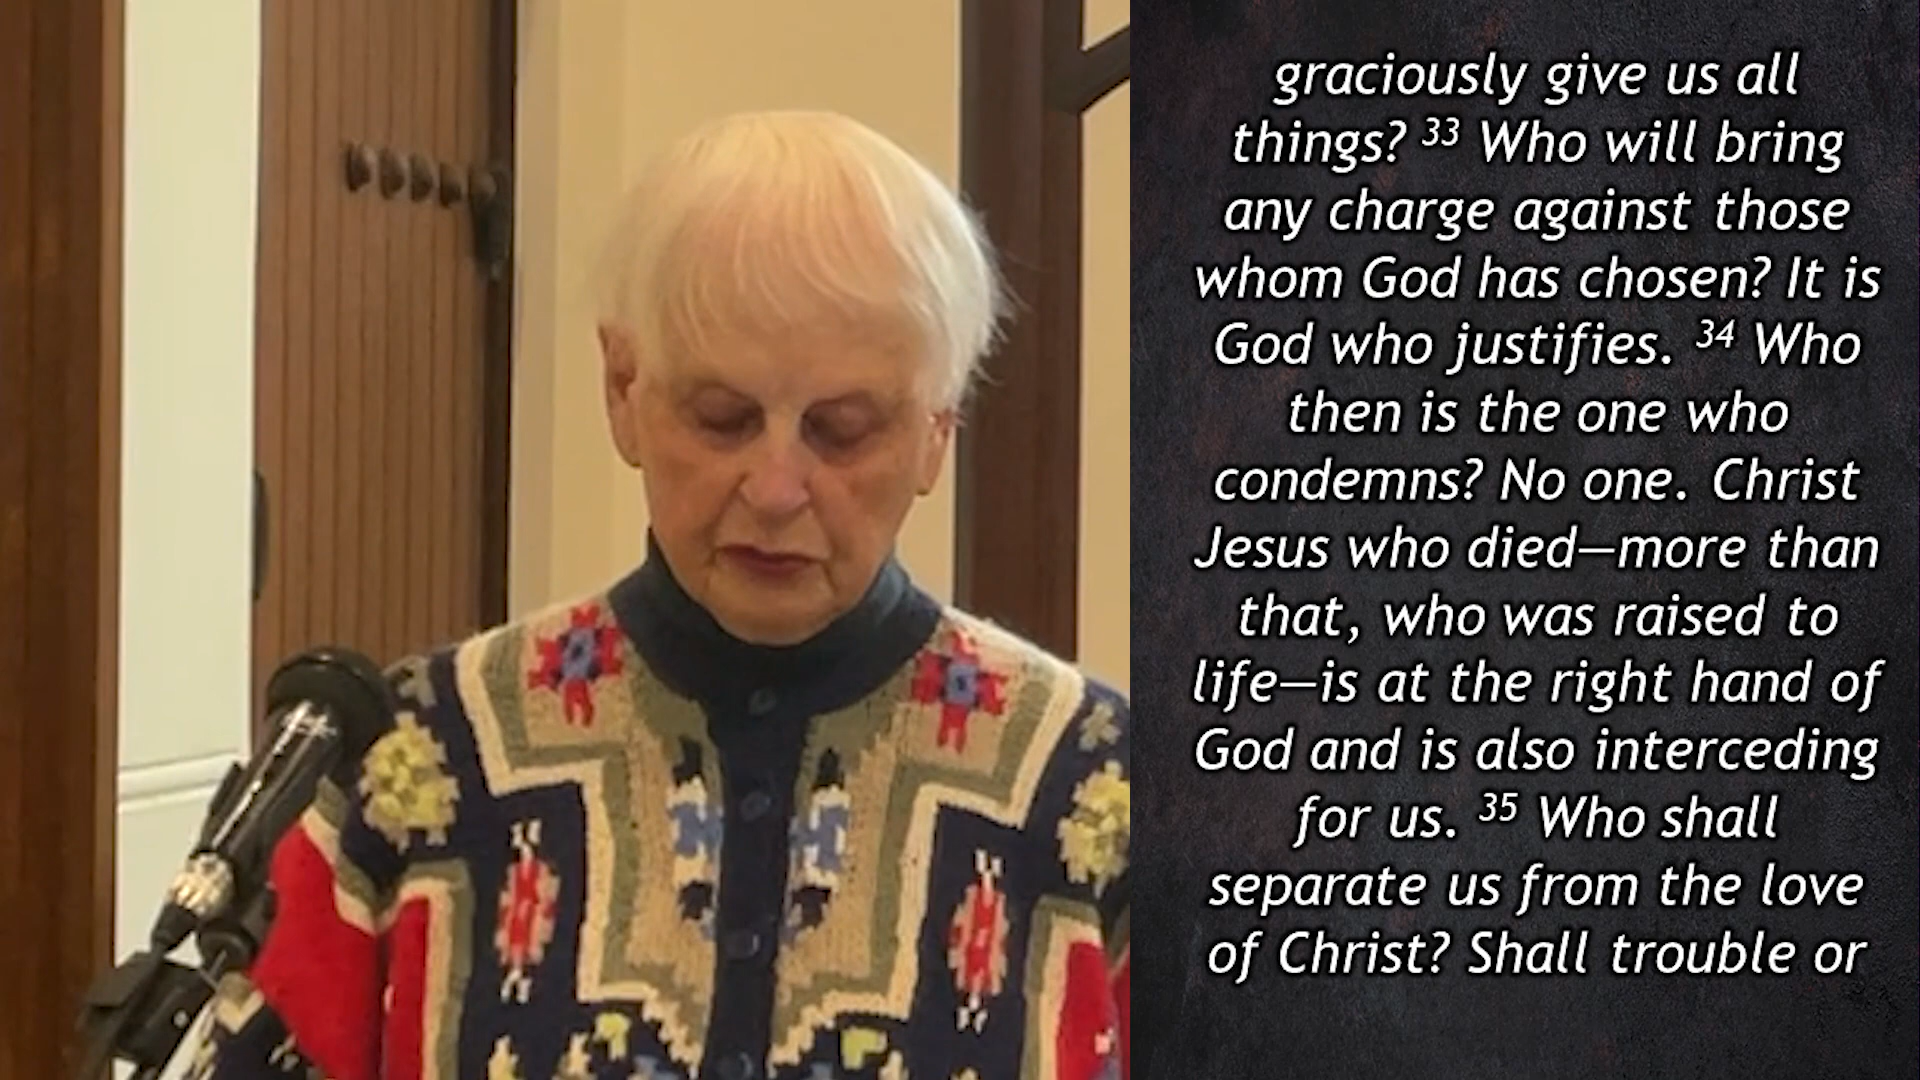 graciously give us all
things? 33 Who will bring
any charge against those
whom God has chosen? It is
God who justifies. 34 Who
then is the one who
condemns? No one. Christ
Jesus who died—more than
that, who was raised to
life—is at the right hand of
God and is also interceding
for us. 35 Who shall
separate us from the love
of Christ? Shall trouble or